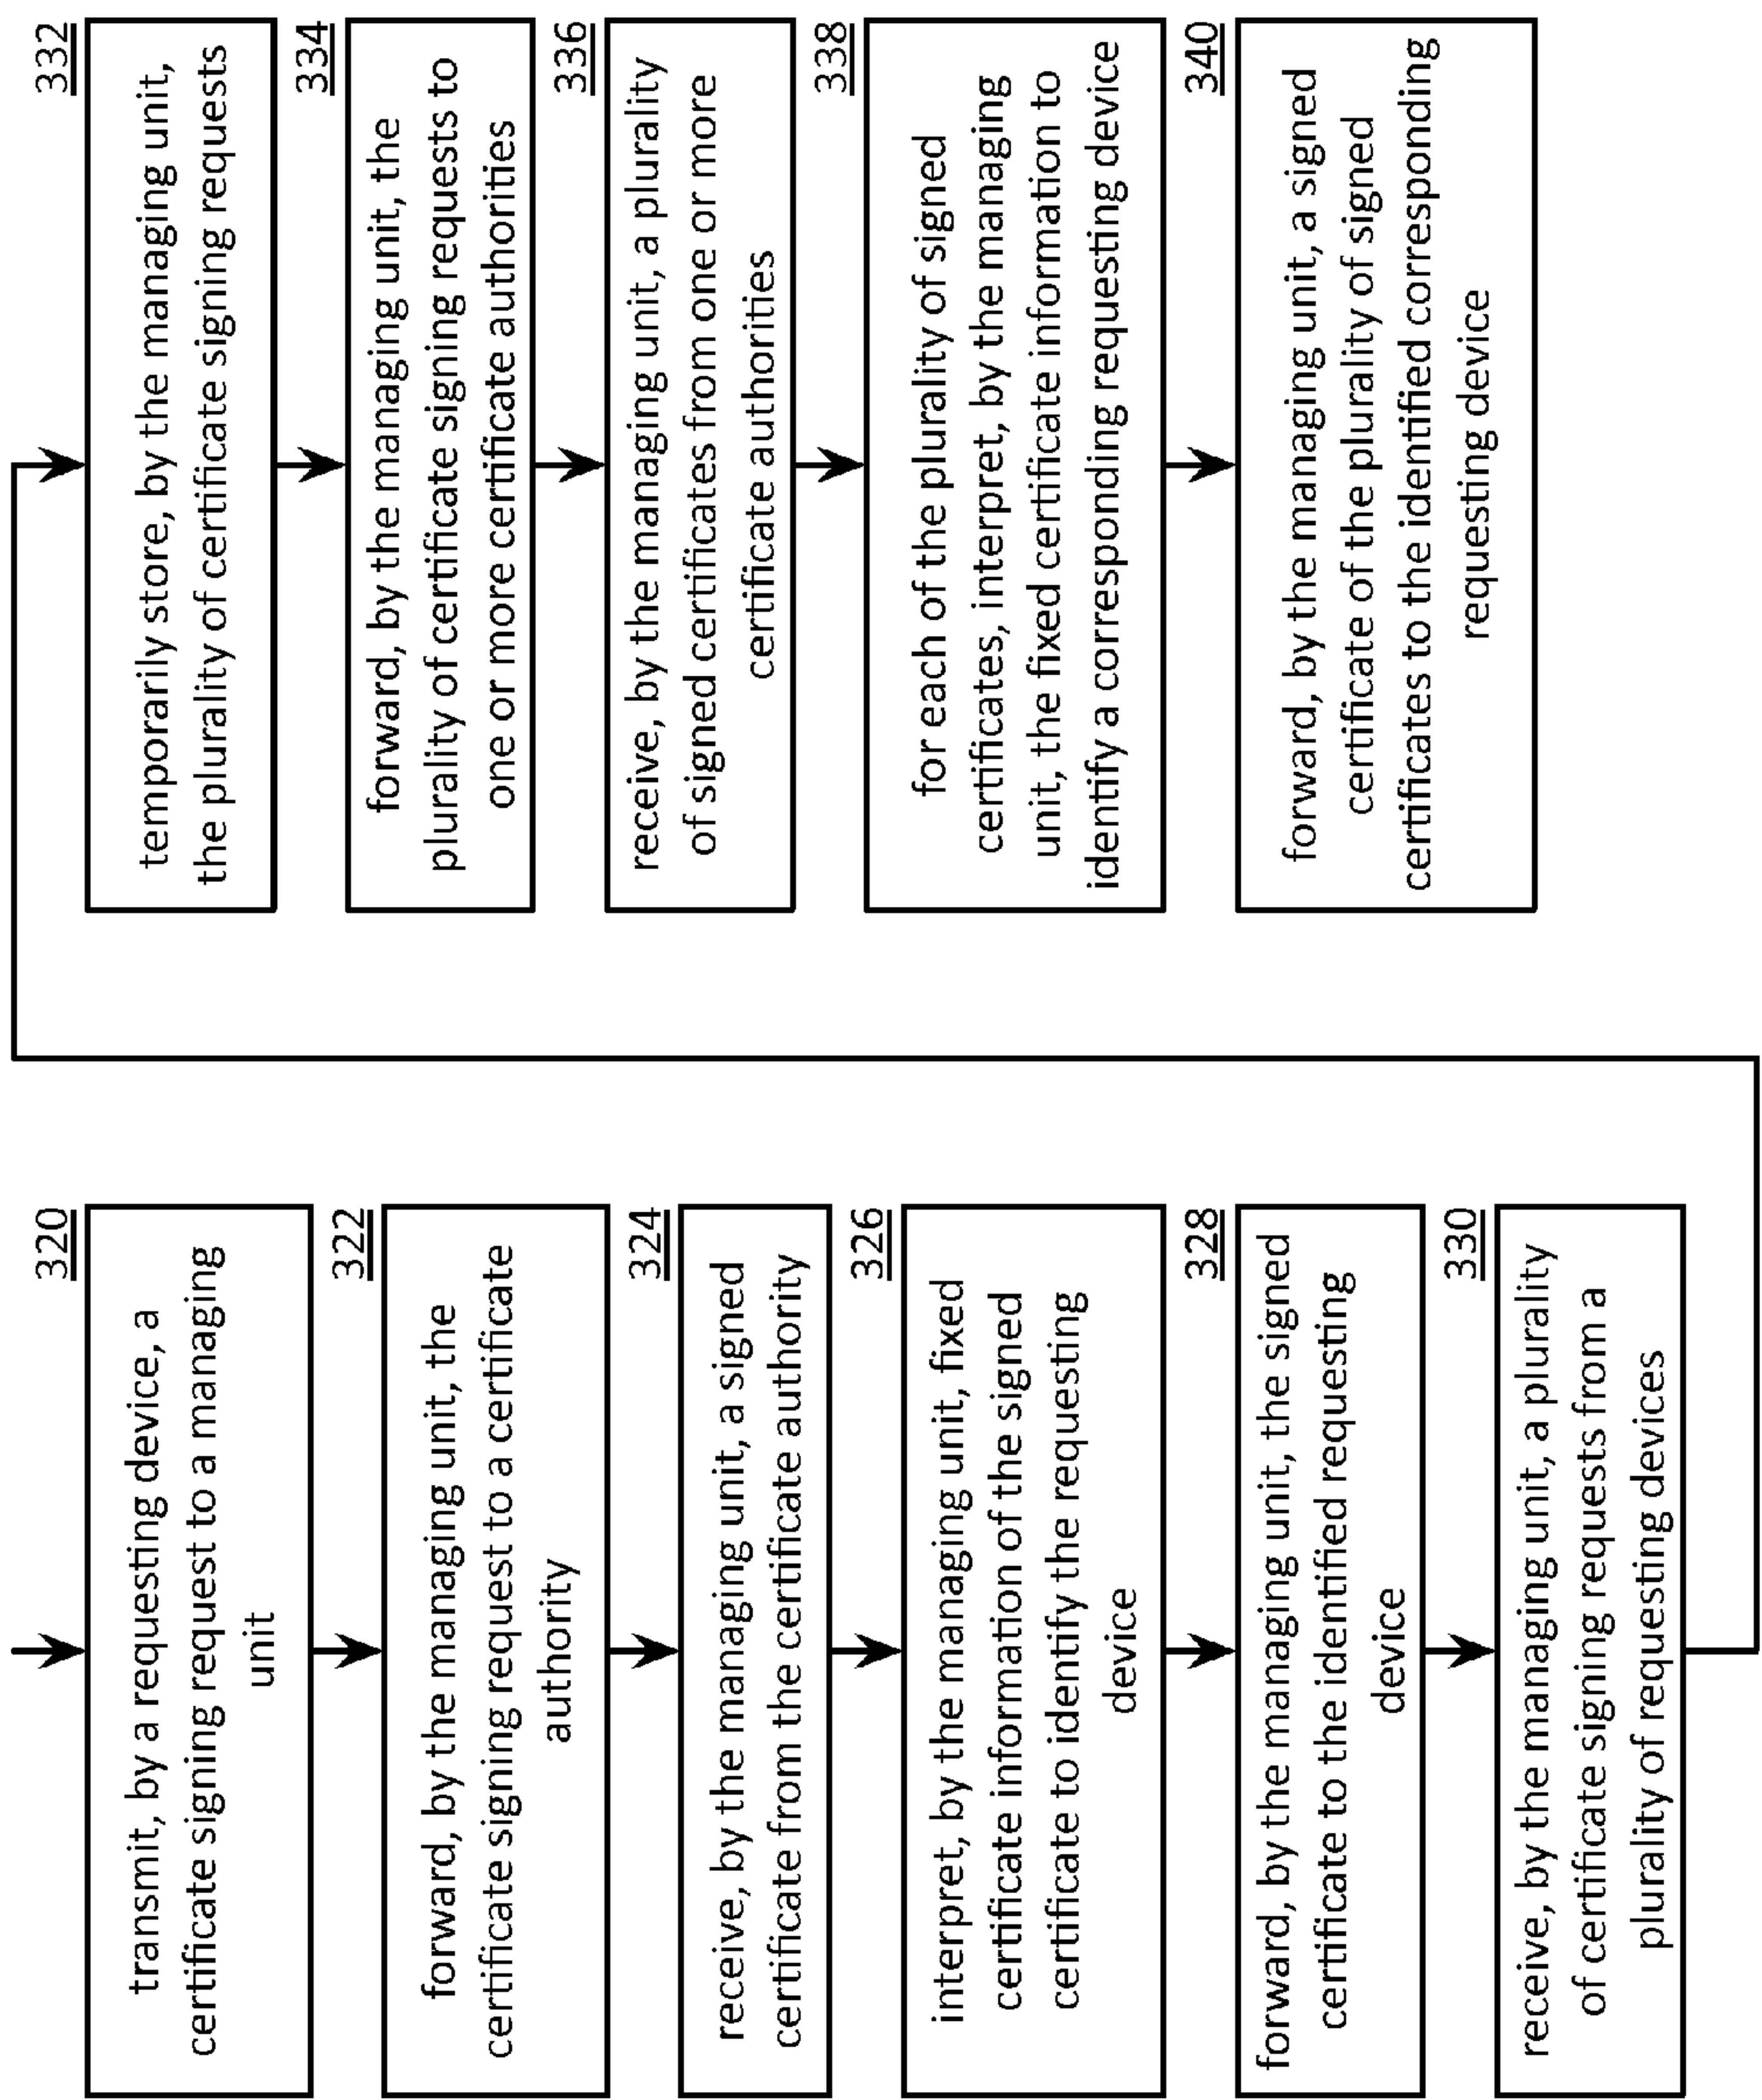 320
transmit, by a requesting device, a
certificate signing request to a managing
unit
322
forward, by the managing unit, the
certificate signing request to a certificate
authority
324
receive, by the managing unit, a signed
certificate from the certificate authority
326
interpret, by the managing unit, fixed
certificate information of the signed
certificate to identify the requesting
device
328
forward, by the managing unit, the signed
certificate to the identified requesting
device
330
receive, by the managing unit, a plurality
of certificate signing requests from a
plurality of requesting devices
332
temporarily store, by the managing unit,
the plurality of certificate signing requests
334
forward, by the managing unit, the
plurality of certificate signing requests to
one or more certificate authorities
336
receive, by the managing unit, a plurality
of signed certificates from one or more
certificate authorities
338
for each of the plurality of signed
certificates, interpret, by the managing
unit, the fixed certificate information to
identify a corresponding requesting device
340
forward, by the managing unit, a signed
certificate of the plurality of signed
certificates to the identified corresponding
requesting device